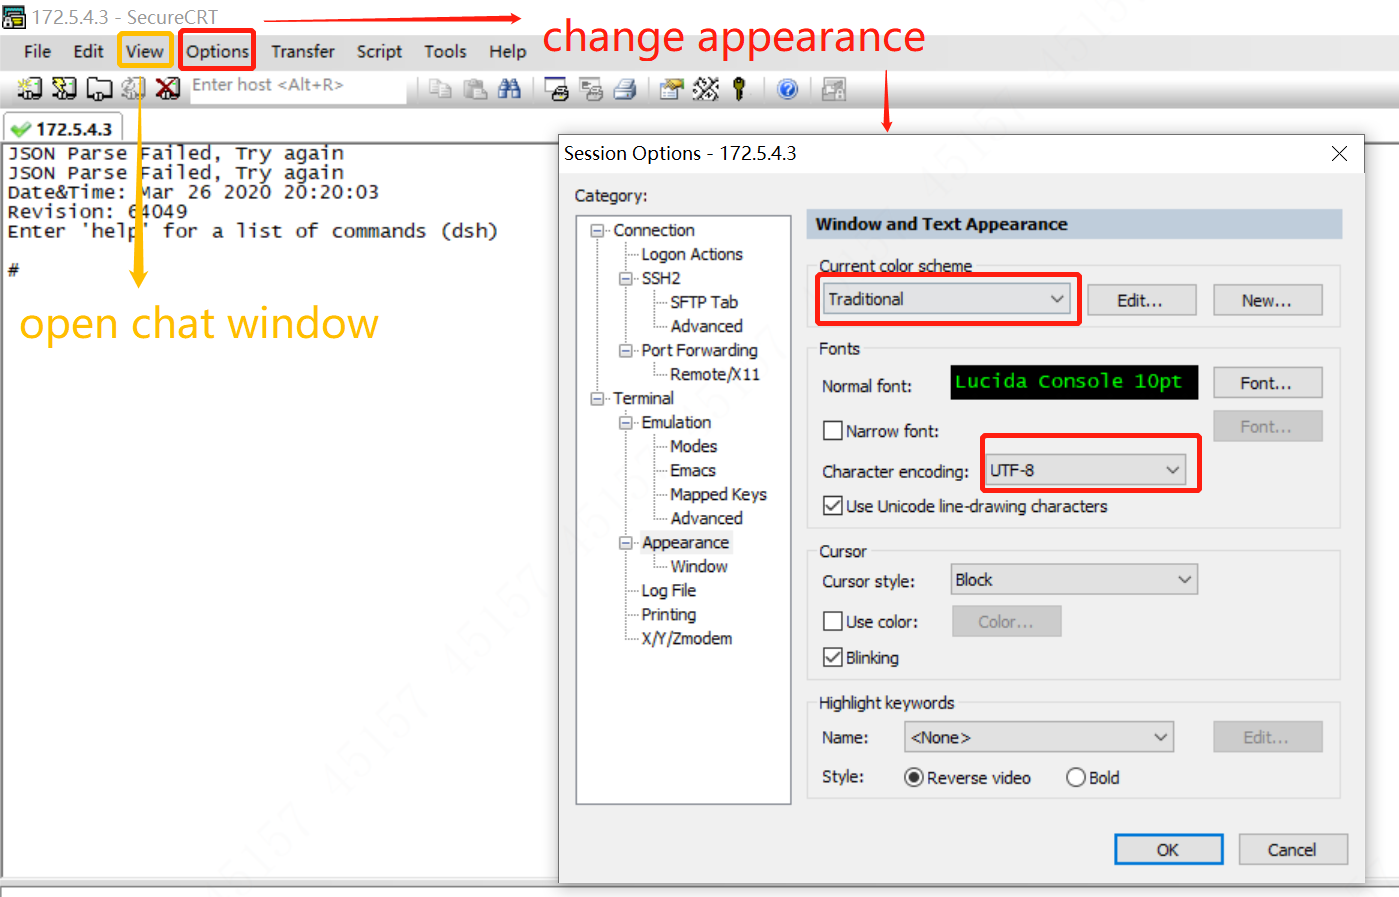 172.5.4.3 - SecureCRT
File Edit View Options Transfer Script Tools Help
change appearance
Enter host <Alt+R>
172.5.4.3
JSON Parse Failed, Try again
JSON Parse Failed, Try again
Date&Time: Mar 26 2020 20:20:03
Revision: 64049
Enter 'help' for a list of commands (dsh)
#
open chat window
Session Options - 172.5.4.3
Category:
Connection
Logon Actions
SSH2
SFTP Tab
Advanced
Port Forwarding
Remote/X11
Terminal
Emulation
Modes
Emacs
Mapped Keys
Advanced
Appearance
Window
Log File
Printing
X/Y/Zmodem
Window and Text Appearance
Current color scheme
Traditional Edit... New...
Fonts
Normal font: Lucida Console 10pt Font...
Narrow font: Font...
Character encoding: UTF-8
Use Unicode line-drawing characters
Cursor
Cursor style: Block
Use color: Color...
Blinking
Highlight keywords
Name: <None> Edit...
Style: Reverse video Bold
OK Cancel
45157 45157 45157